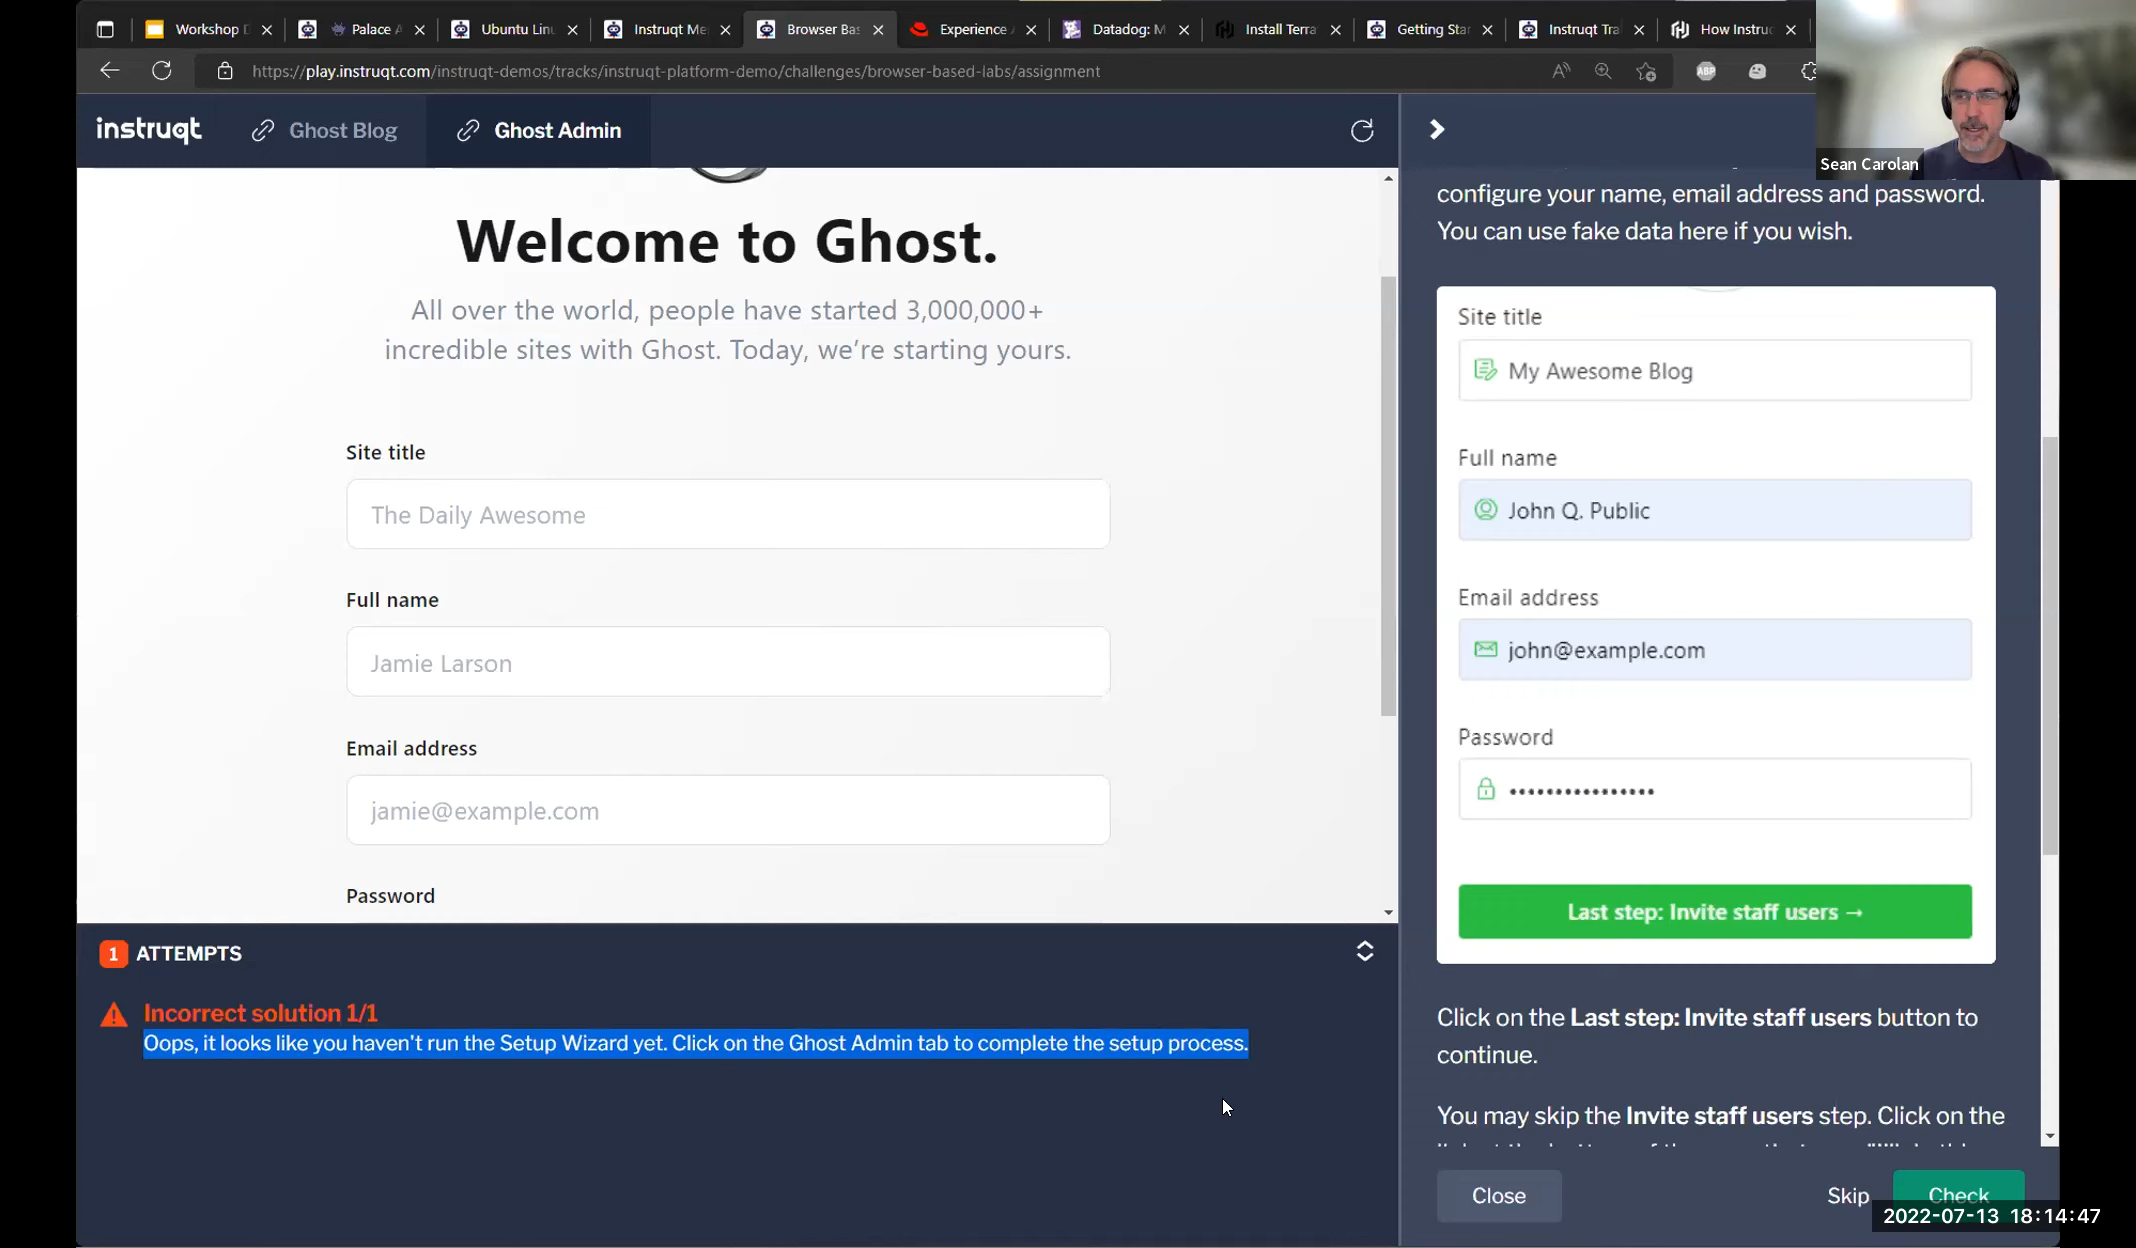 Workshop D
Palace A
Ubuntu Linu
Instruqt Me
Browser Bas
Experience
Datadog: M
Install Terra
Getting Star
Instruqt Tra
How Instruc
https://play.instruqt.com/instruqt-demos/tracks/instruqt-platform-demo/challenges/browser-based-labs/assignment
ABP
Sean Carolan
instruqt
Ghost Blog
Ghost Admin
Welcome to Ghost.
All over the world, people have started 3,000,000+
incredible sites with Ghost. Today, we’re starting yours.
Site title
The Daily Awesome
Full name
Jamie Larson
Email address
jamie@example.com
Password
1 ATTEMPTS
Incorrect solution 1/1
Oops, it looks like you haven't run the Setup Wizard yet. Click on the Ghost Admin tab to complete the setup process.
configure your name, email address and password.
You can use fake data here if you wish.
Site title
My Awesome Blog
Full name
John Q. Public
Email address
john@example.com
Password
••••••••••••••••
Last step: Invite staff users →
Click on the Last step: Invite staff users button to
continue.
You may skip the Invite staff users step. Click on the
Close
Skip
Check
2022-07-13 18:14:47